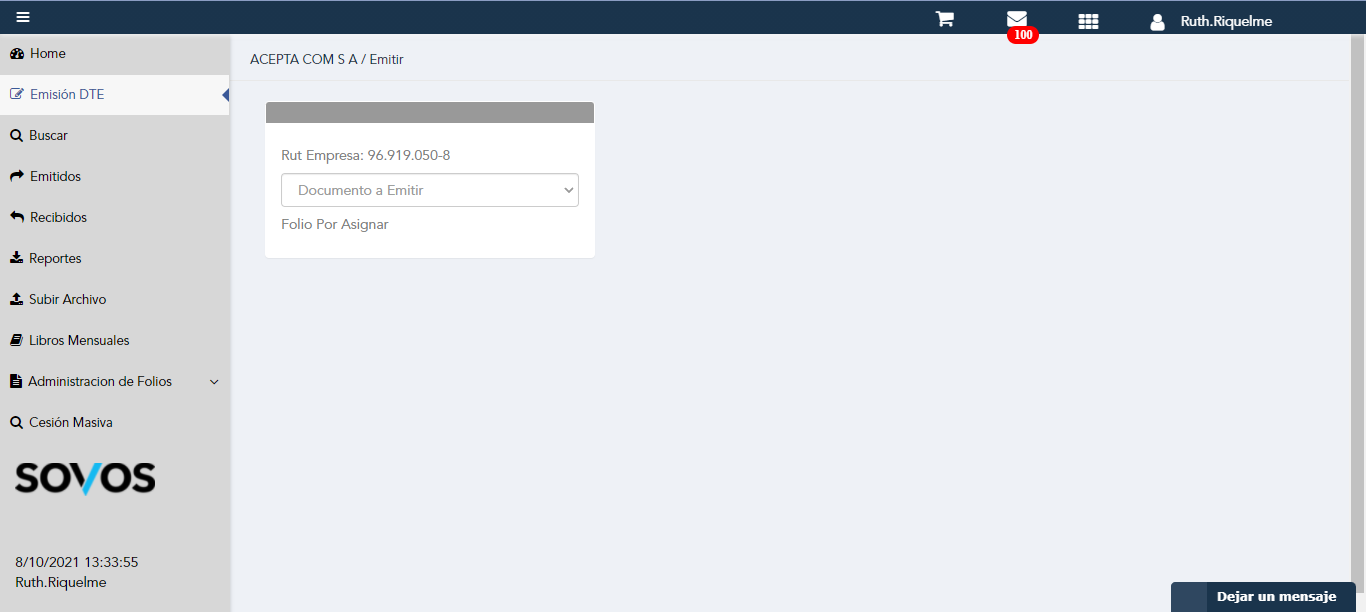 100
Ruth.Riquelme
Home
Emisión DTE
Buscar
Emitidos
Recibidos
Reportes
Subir Archivo
Libros Mensuales
Administracion de Folios
Cesión Masiva
SOVOS
8/10/2021 13:33:55
Ruth.Riquelme
ACEPTA COM S A / Emitir
Rut Empresa: 96.919.050-8
Documento a Emitir
Folio Por Asignar
Dejar un mensaje